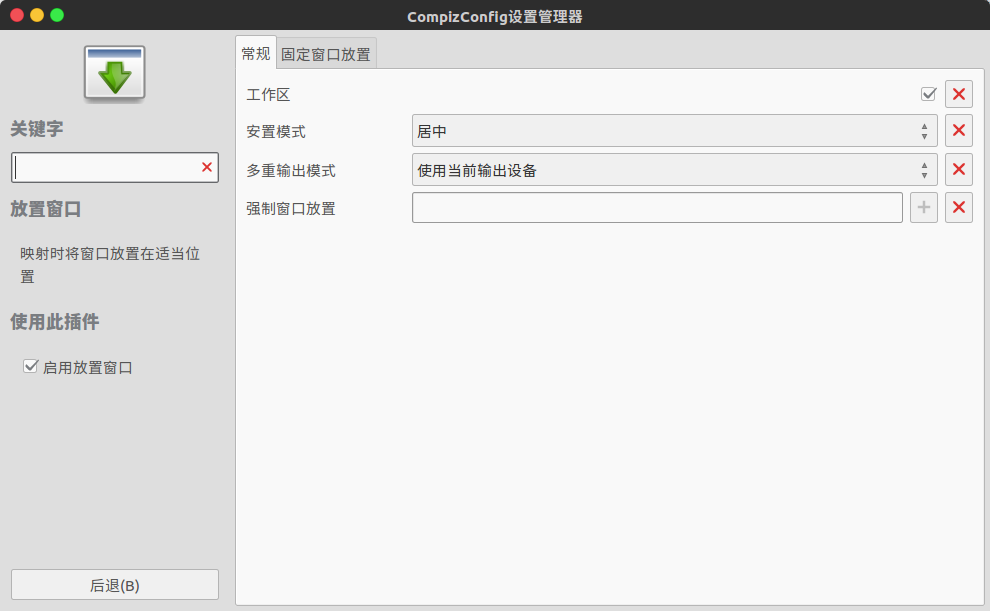 CompizConfig设置管理器
关键字
放置窗口
映射时将窗口放置在适当位
置
使用此插件
启用放置窗口
后退(B)
常规 固定窗口放置
工作区
安置模式 居中
多重输出模式 使用当前输出设备
强制窗口放置